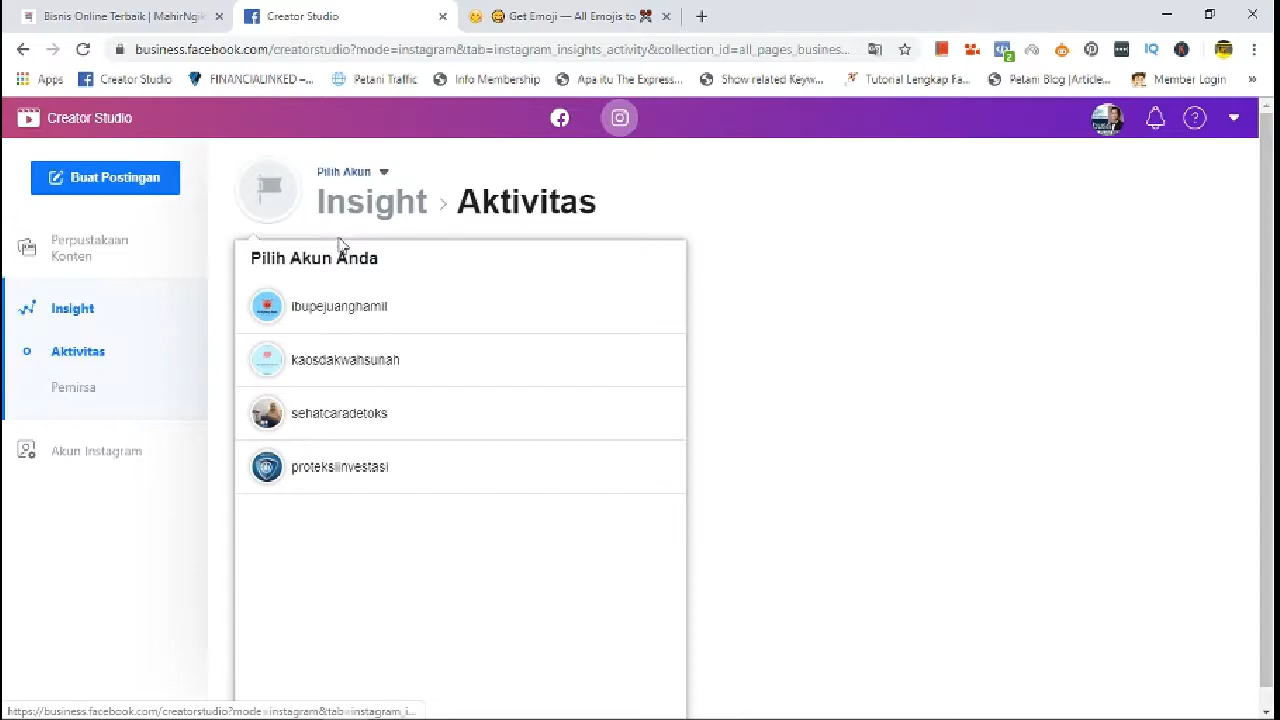 Bisnis Online Terbaik | MahirNgik
Creator Studio
Get Emoji — All Emojis to
business.facebook.com/creatorstudio?mode=instagram&tab=instagram_insights_activity&collection_id=all_pages_busines...
2
IQ
Apps
Creator Studio
FINANCIALINKED –...
Petani Traffic
Info Membership
Apa itu The Express...
Show related Keyw...
Tutorial Lengkap Fa...
Petani Blog |Article...
Member Login
»
Creator Studio
?
Buat Postingan
Pilih Akun
Insight › Aktivitas
Perpustakaan
Konten
Pilih Akun Anda
Insight
ibupejuanghamil
Aktivitas
kaosdakwahsunah
Pemirsa
sehatcaradetoks
Akun Instagram
proteksiinvestasi
https://business.facebook.com/creatorstudio?mode=instagram&tab=instagram_i...